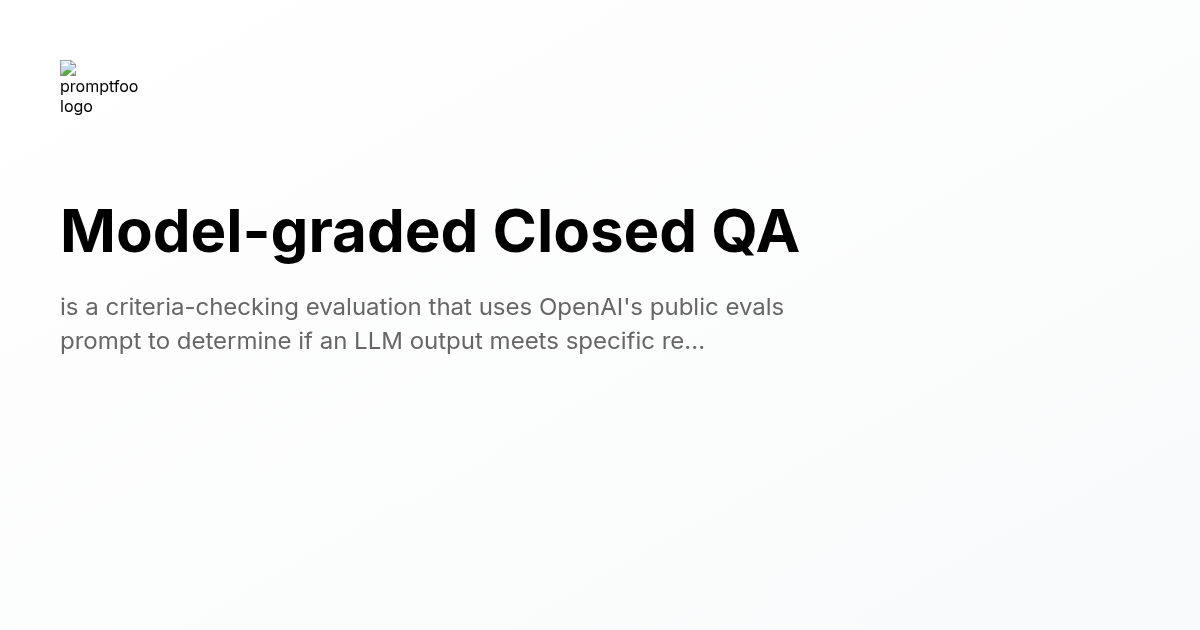 promptfoo
logo
Model-graded Closed QA
is a criteria-checking evaluation that uses OpenAI's public evals
prompt to determine if an LLM output meets specific re...